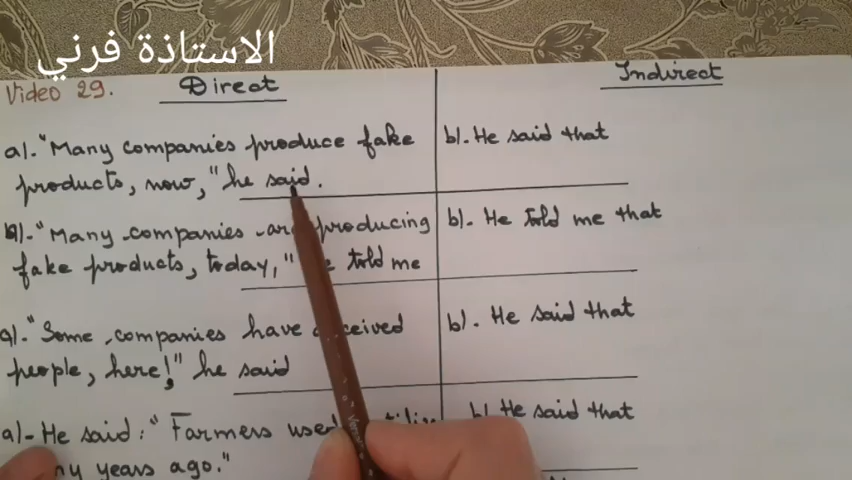 الاستاذة فرني
Video 29.
Direct
Indirect
a). "Many companies produce fake
products, now," he said.
b). He said that
a). "Many companies are producing
fake products, today," told me
b). He told me that
a). "Some companies have
people, here!," he said
b). He said that
a)- He said: "Farmers used
years ago."
b). He said that